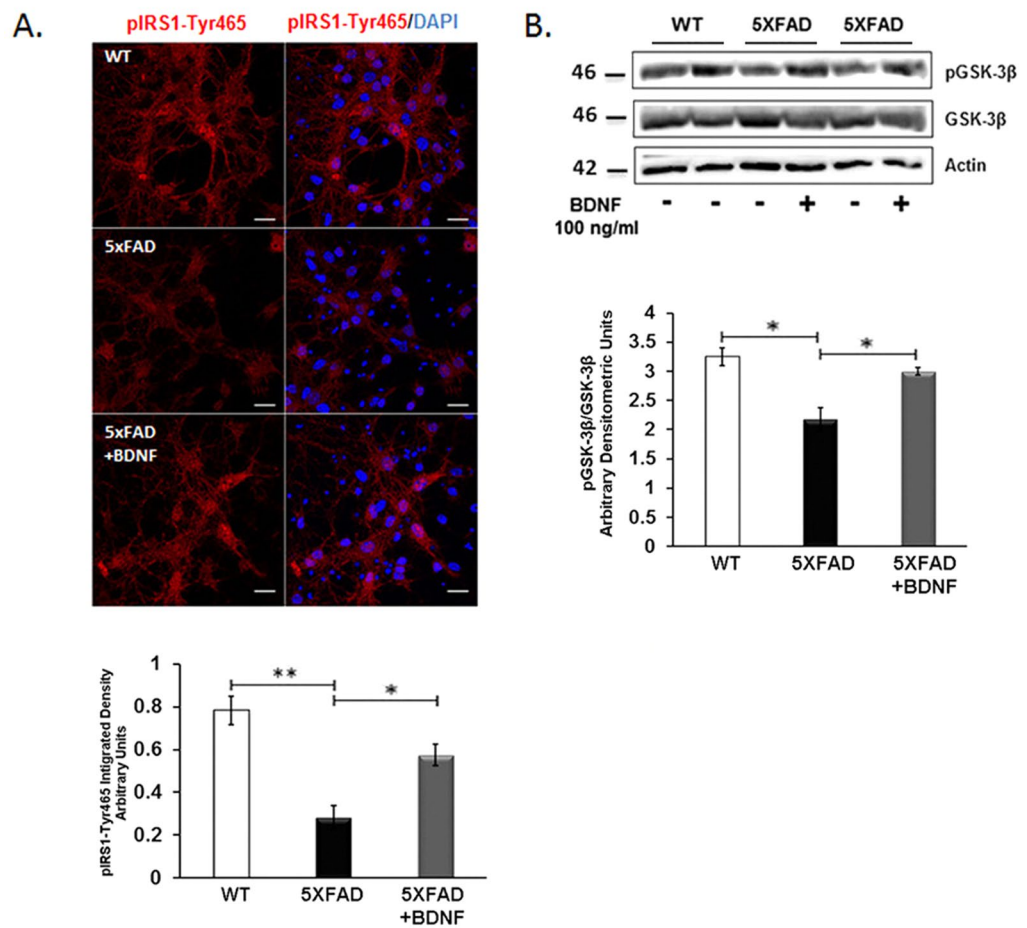 A.
pIRS1-Tyr465 pIRS1-Tyr465/DAPI
WT
5xFAD
5xFAD
+BDNF
pIRS1-Tyr465 Intigrated Density
Arbitrary Units
1
0.8
0.6
0.4
0.2
0
** *
WT 5XFAD 5XFAD
+BDNF
B.
WT 5XFAD 5XFAD
46 pGSK-3β
46 GSK-3β
42 Actin
BDNF - - - + - +
100 ng/ml
pGSK-3β/GSK-3β
Arbitrary Densitometric Units
4
3.5
3
2.5
2
1.5
1
0.5
0
* *
WT 5XFAD 5XFAD
+BDNF